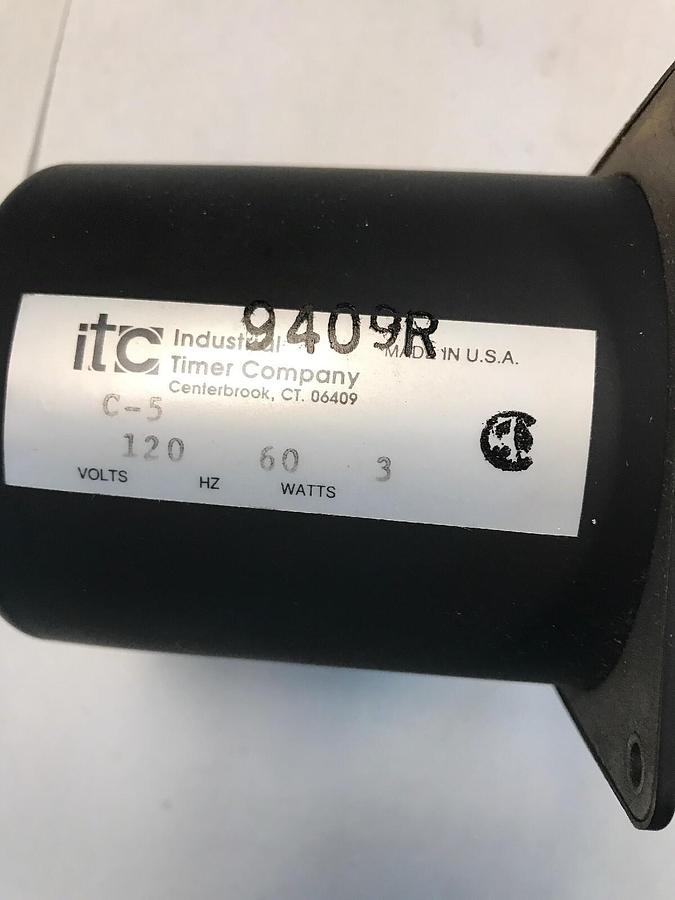 9409R
itc Industrial MADE IN U.S.A.
Timer Company
Centerbrook, CT. 06409
C-5
120 60 3
VOLTS HZ WATTS